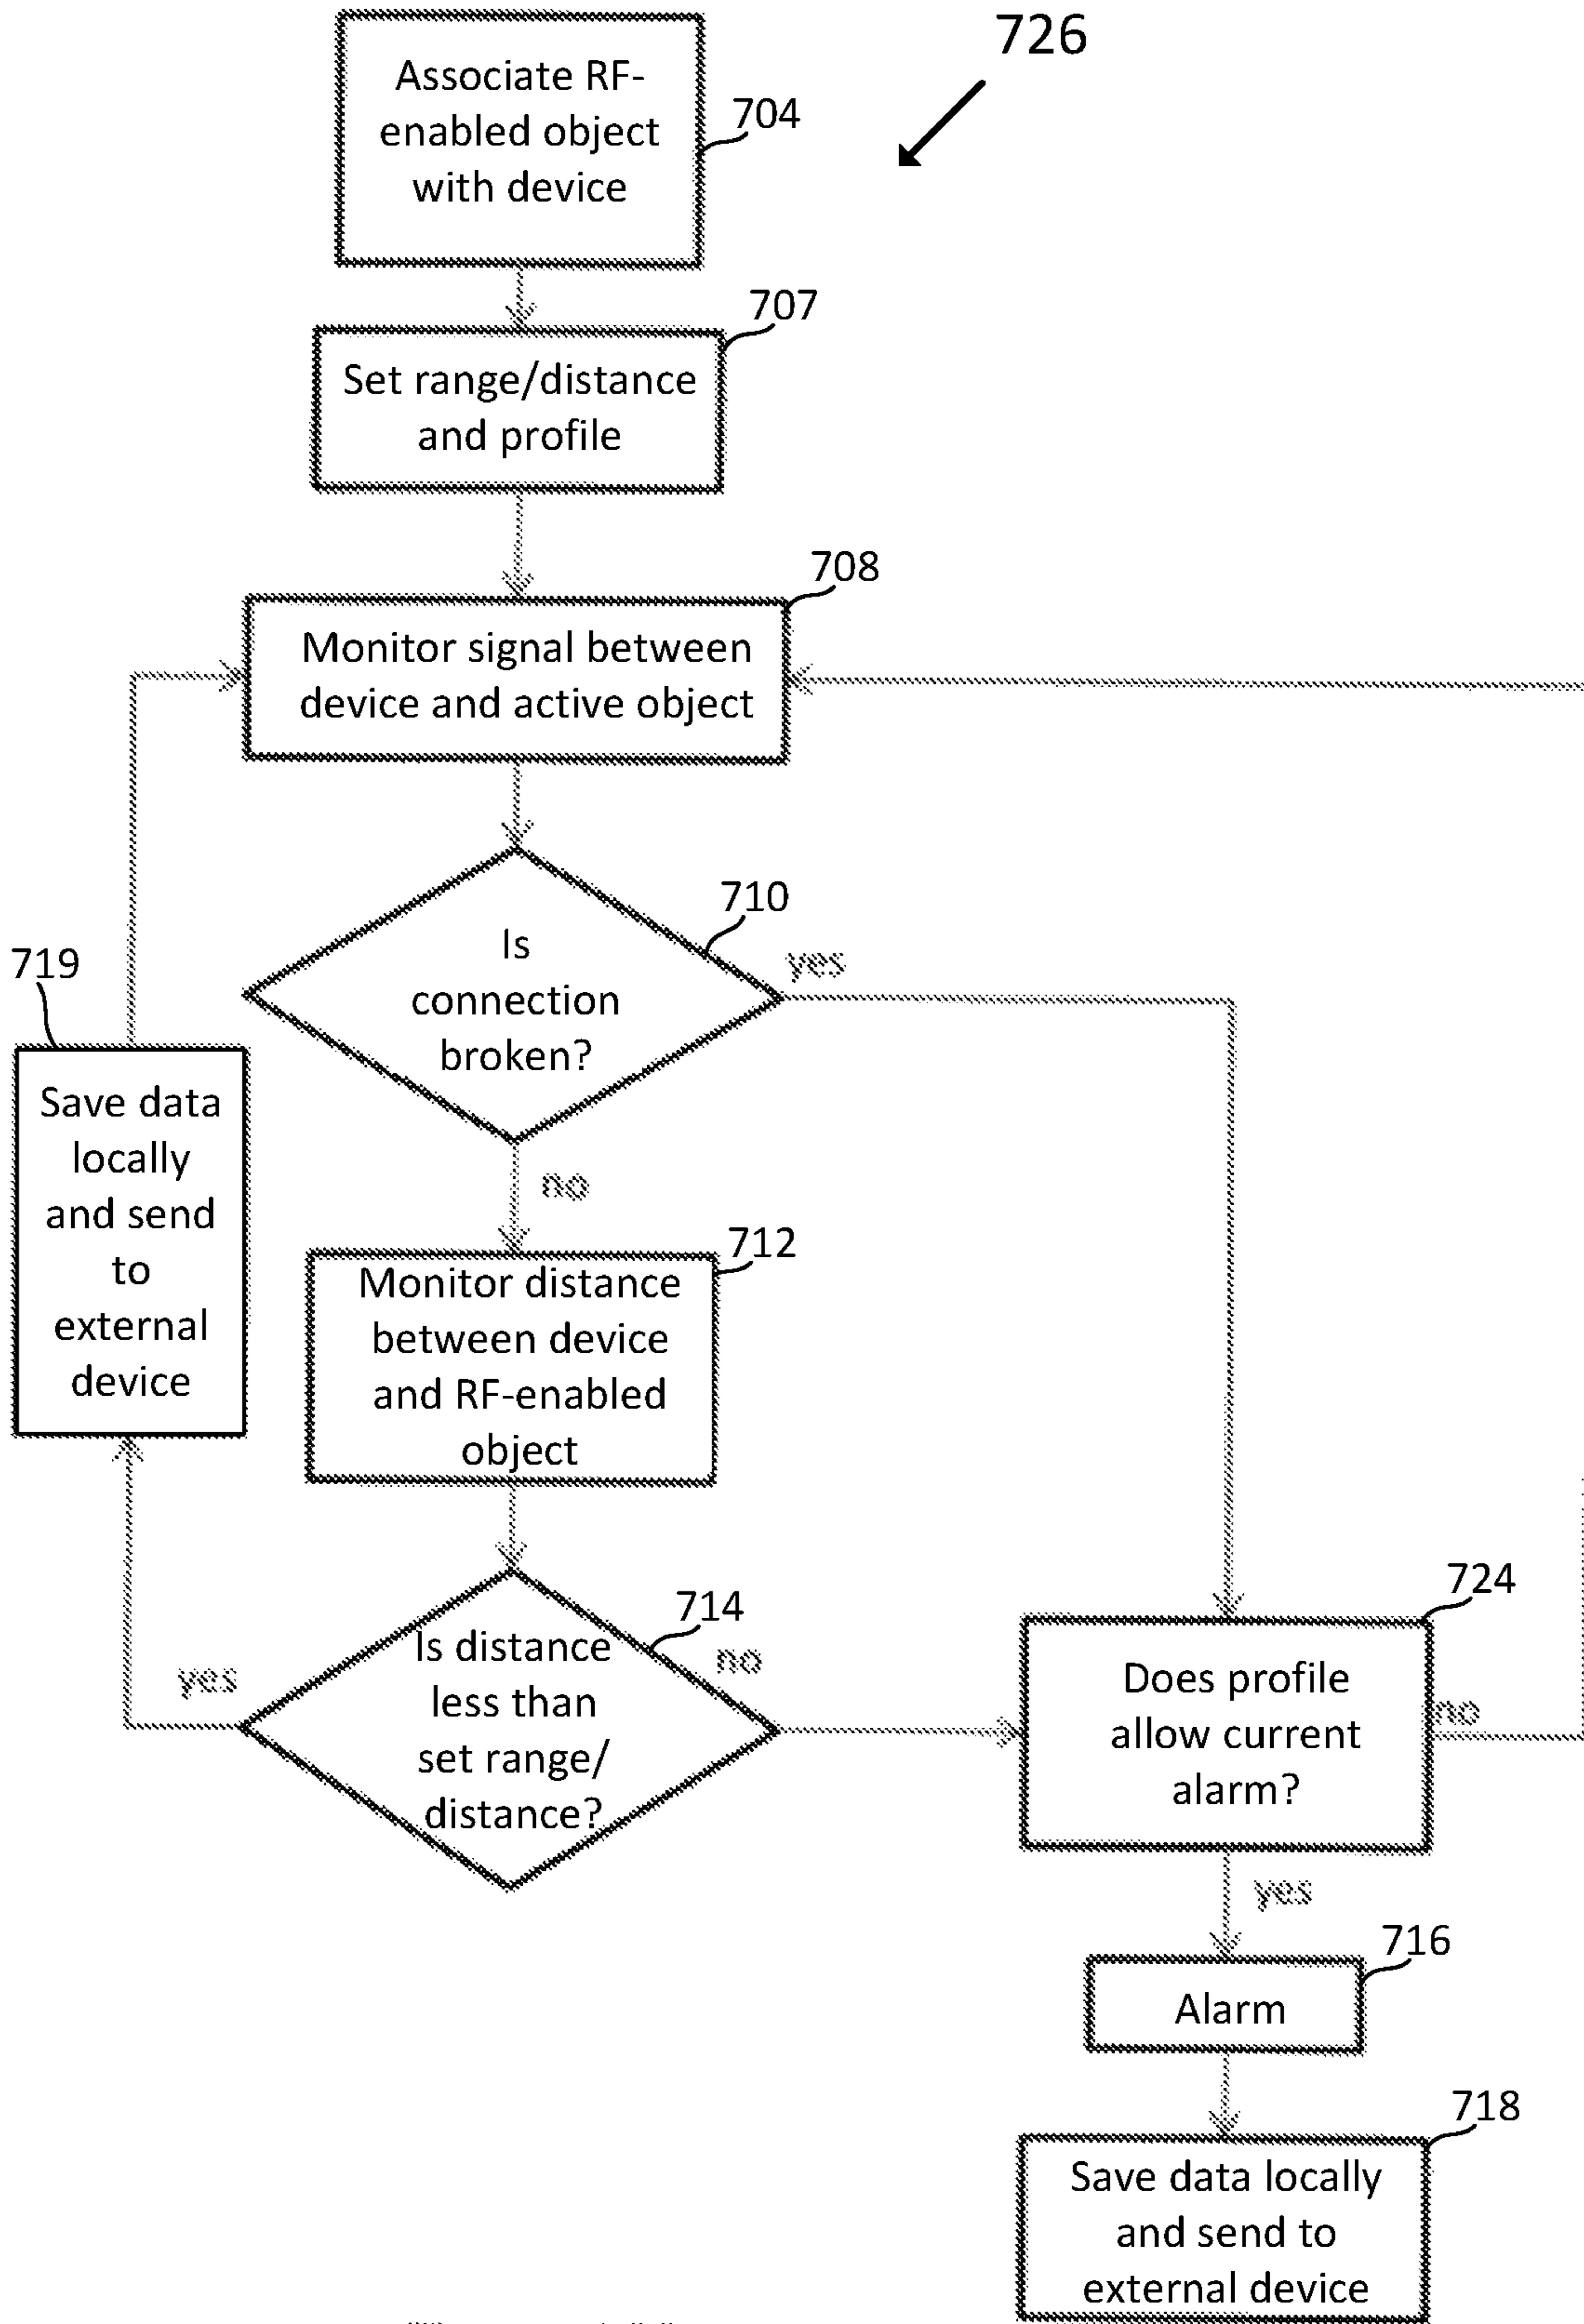 726
Associate RF-
enabled object
with device
704
707
Set range/distance
and profile
708
Monitor signal between
device and active object
710
Is
connection
broken?
yes
no
719
Save data
locally
and send
to
external
device
712
Monitor distance
between device
and RF-enabled
object
714
Is distance
less than
set range/
distance?
yes
no
724
Does profile
allow current
alarm?
no
yes
716
Alarm
718
Save data locally
and send to
external device